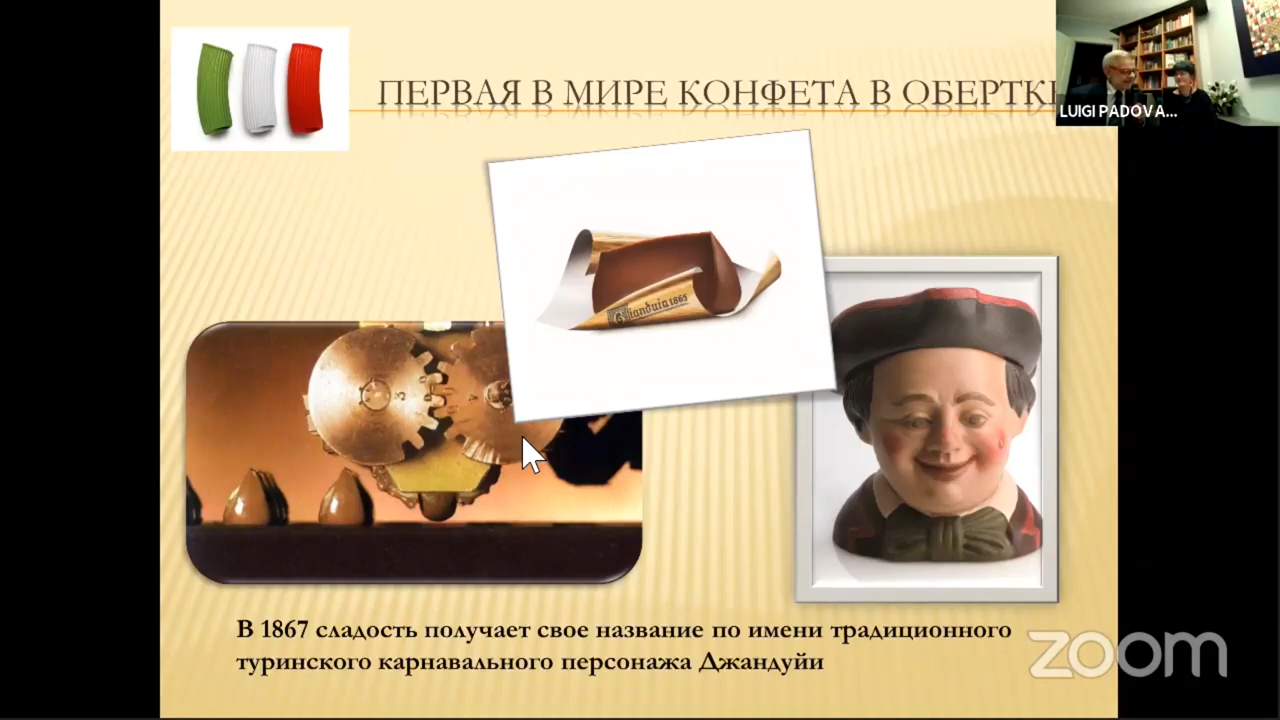 ПЕРВАЯ В МИРЕ КОНФЕТА В ОБЕРТК
LUIGI PADOVA...
Gianduia 1865
В 1867 сладость получает свое название по имени традиционного
туринского карнавального персонажа Джандуйи
zoom